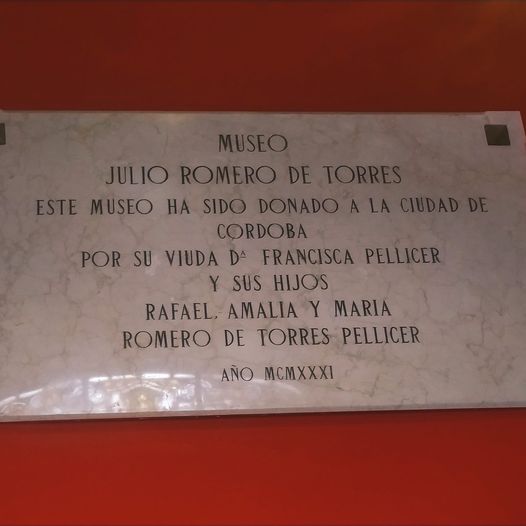 MUSEO
JULIO ROMERO DE TORRES
ESTE MUSEO HA SIDO DONADO A LA CIUDAD DE
CORDOBA
POR SU VIUDA Dª FRANCISCA PELLICER
Y SUS HIJOS
RAFAEL, AMALIA Y MARIA
ROMERO DE TORRES PELLICER
AÑO MCMXXXI